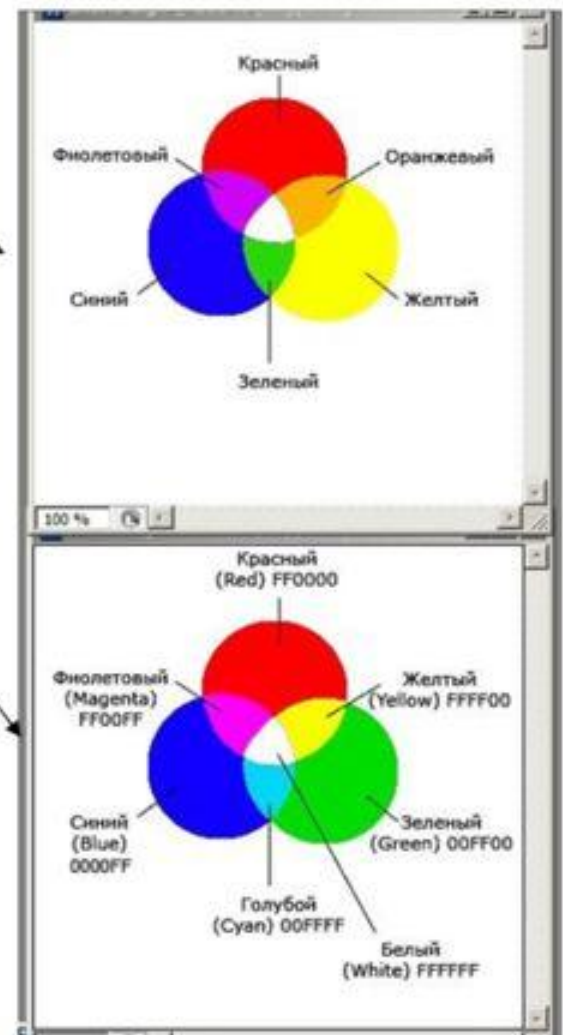 Красный
Фиолетовый
Оранжевый
Синий
Желтый
Зеленый
100 %
Красный
(Red) FF0000
Фиолетовый
(Magenta)
FF00FF
Желтый
(Yellow) FFFF00
Синий
(Blue)
0000FF
Зеленый
(Green) 00FF00
Голубой
(Cyan) 00FFFF
Белый
(White) FFFFFF